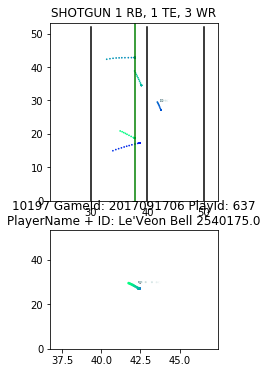 SHOTGUN 1 RB, 1 TE, 3 WR
50
40
30
20
10
0
30 40 50
10197 GameId: 2017091706 PlayId: 637
PlayerName + ID: Le'Veon Bell 2540175.0
40
20
0
37.5 40.0 42.5 45.0